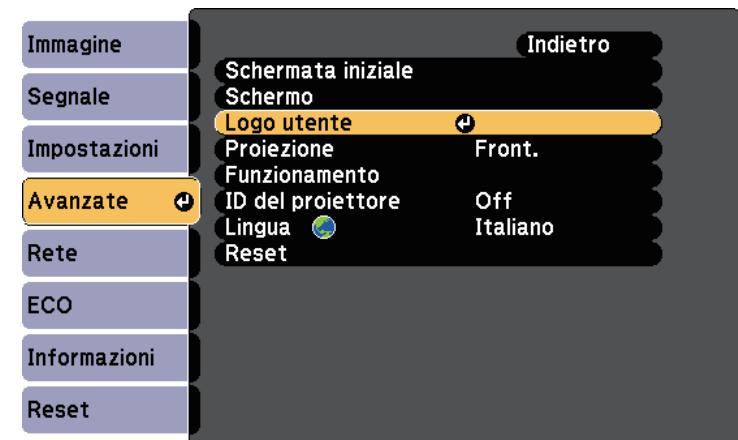 Immagine
Segnale
Impostazioni
Avanzate
Rete
ECO
Informazioni
Reset
Indietro
Schermata iniziale
Schermo
Logo utente
Proiezione Front.
Funzionamento
ID del proiettore Off
Lingua Italiano
Reset